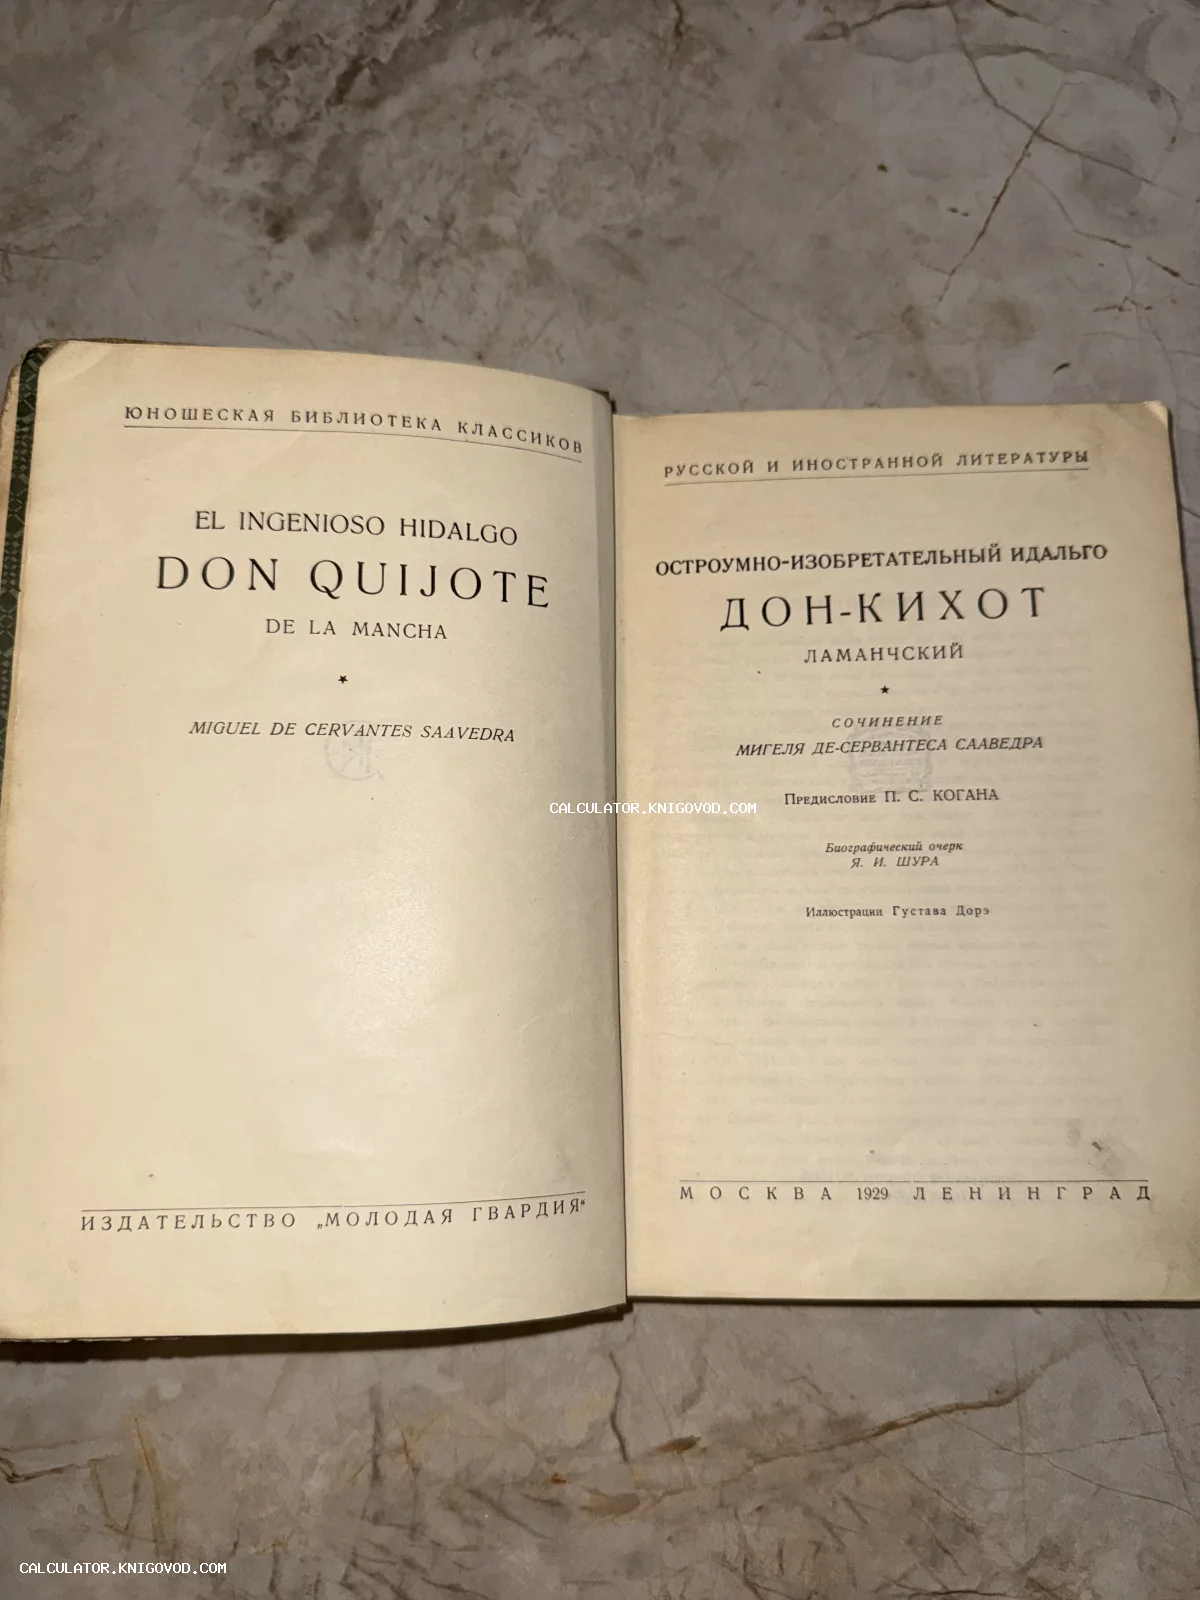 ЮНОШЕСКАЯ БИБЛИОТЕКА КЛАССИКОВ
EL INGENIOSO HIDALGO
DON QUIJOTE
DE LA MANCHA
MIGUEL DE CERVANTES SAAVEDRA
ИЗДАТЕЛЬСТВО „МОЛОДАЯ ГВАРДИЯ“
РУССКОЙ И ИНОСТРАННОЙ ЛИТЕРАТУРЫ
ОСТРОУМНО-ИЗОБРЕТАТЕЛЬНЫЙ ИДАЛЬГО
ДОН-КИХОТ
ЛАМАНЧСКИЙ
СОЧИНЕНИЕ
МИГЕЛЯ ДЕ-СЕРВАНТЕСА СААВЕДРА
Предисловие П. С. КОГАНА
Биографический очерк
Я. И. ШУРА
Иллюстрации Густава Дорэ
МОСКВА 1929 ЛЕНИНГРАД
CALCULATOR.KNIGOVOD.COM
CALCULATOR.KNIGOVOD.COM